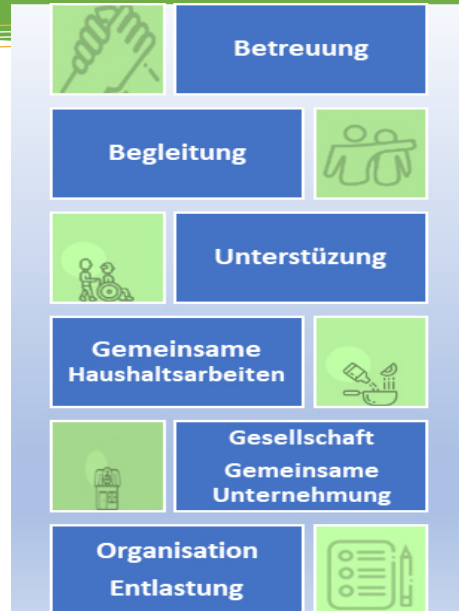 Betreuung
Begleitung
Unterstüzung
Gemeinsame
Haushaltsarbeiten
Gesellschaft
Gemeinsame
Unternehmung
Organisation
Entlastung